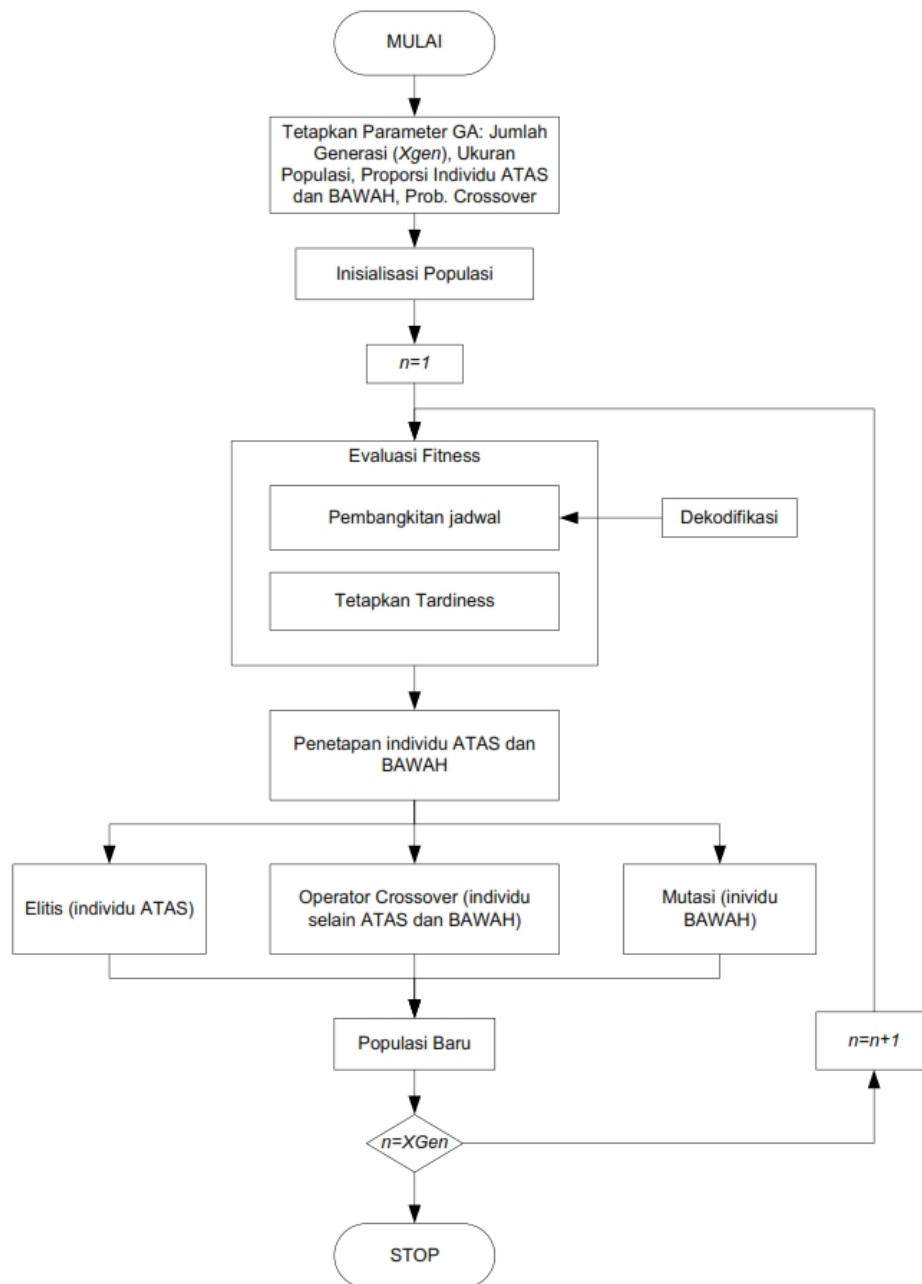 MULAI
Tetapkan Parameter GA: Jumlah
Generasi (Xgen), Ukuran
Populasi, Proporsi Individu ATAS
dan BAWAH, Prob. Crossover
Inisialisasi Populasi
n=1
Evaluasi Fitness
Pembangkitan jadwal
Dekodifikasi
Tetapkan Tardiness
Penetapan individu ATAS dan
BAWAH
Elitis (individu ATAS)
Operator Crossover (individu
selain ATAS dan BAWAH)
Mutasi (inividu
BAWAH)
Populasi Baru
n=n+1
n=XGen
STOP